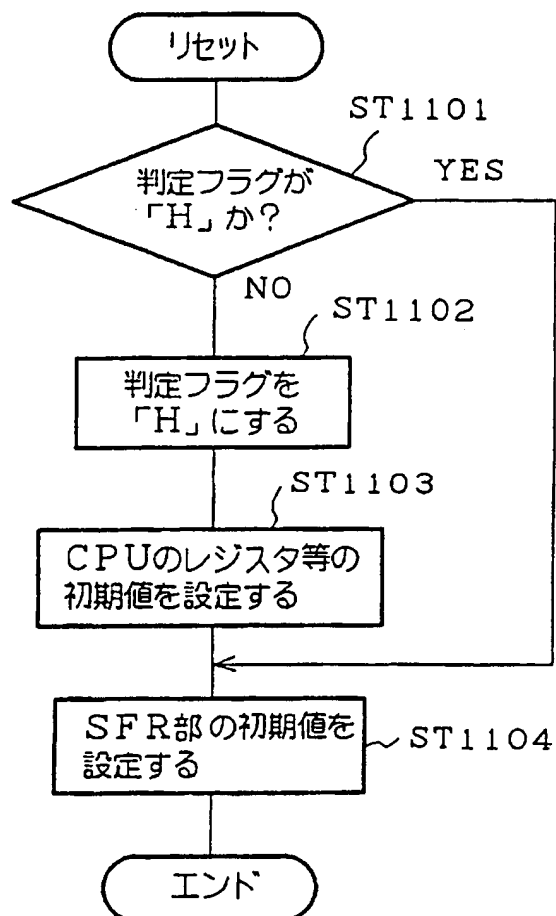 リセット
ST1101
判定フラグが
「H」か?
YES
NO
ST1102
判定フラグを
「H」にする
ST1103
CPUのレジスタ等の
初期値を設定する
SFR部の初期値を
設定する
ST1104
エンド